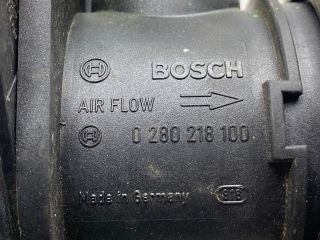 BOSCH
AIR FLOW
0 280 218 100
Made in Germany